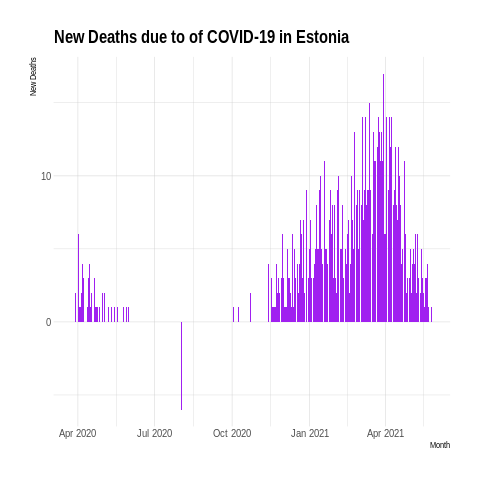 New Deaths due to of COVID-19 in Estonia
New Deaths
10
0
Apr 2020 Jul 2020 Oct 2020 Jan 2021 Apr 2021
Month